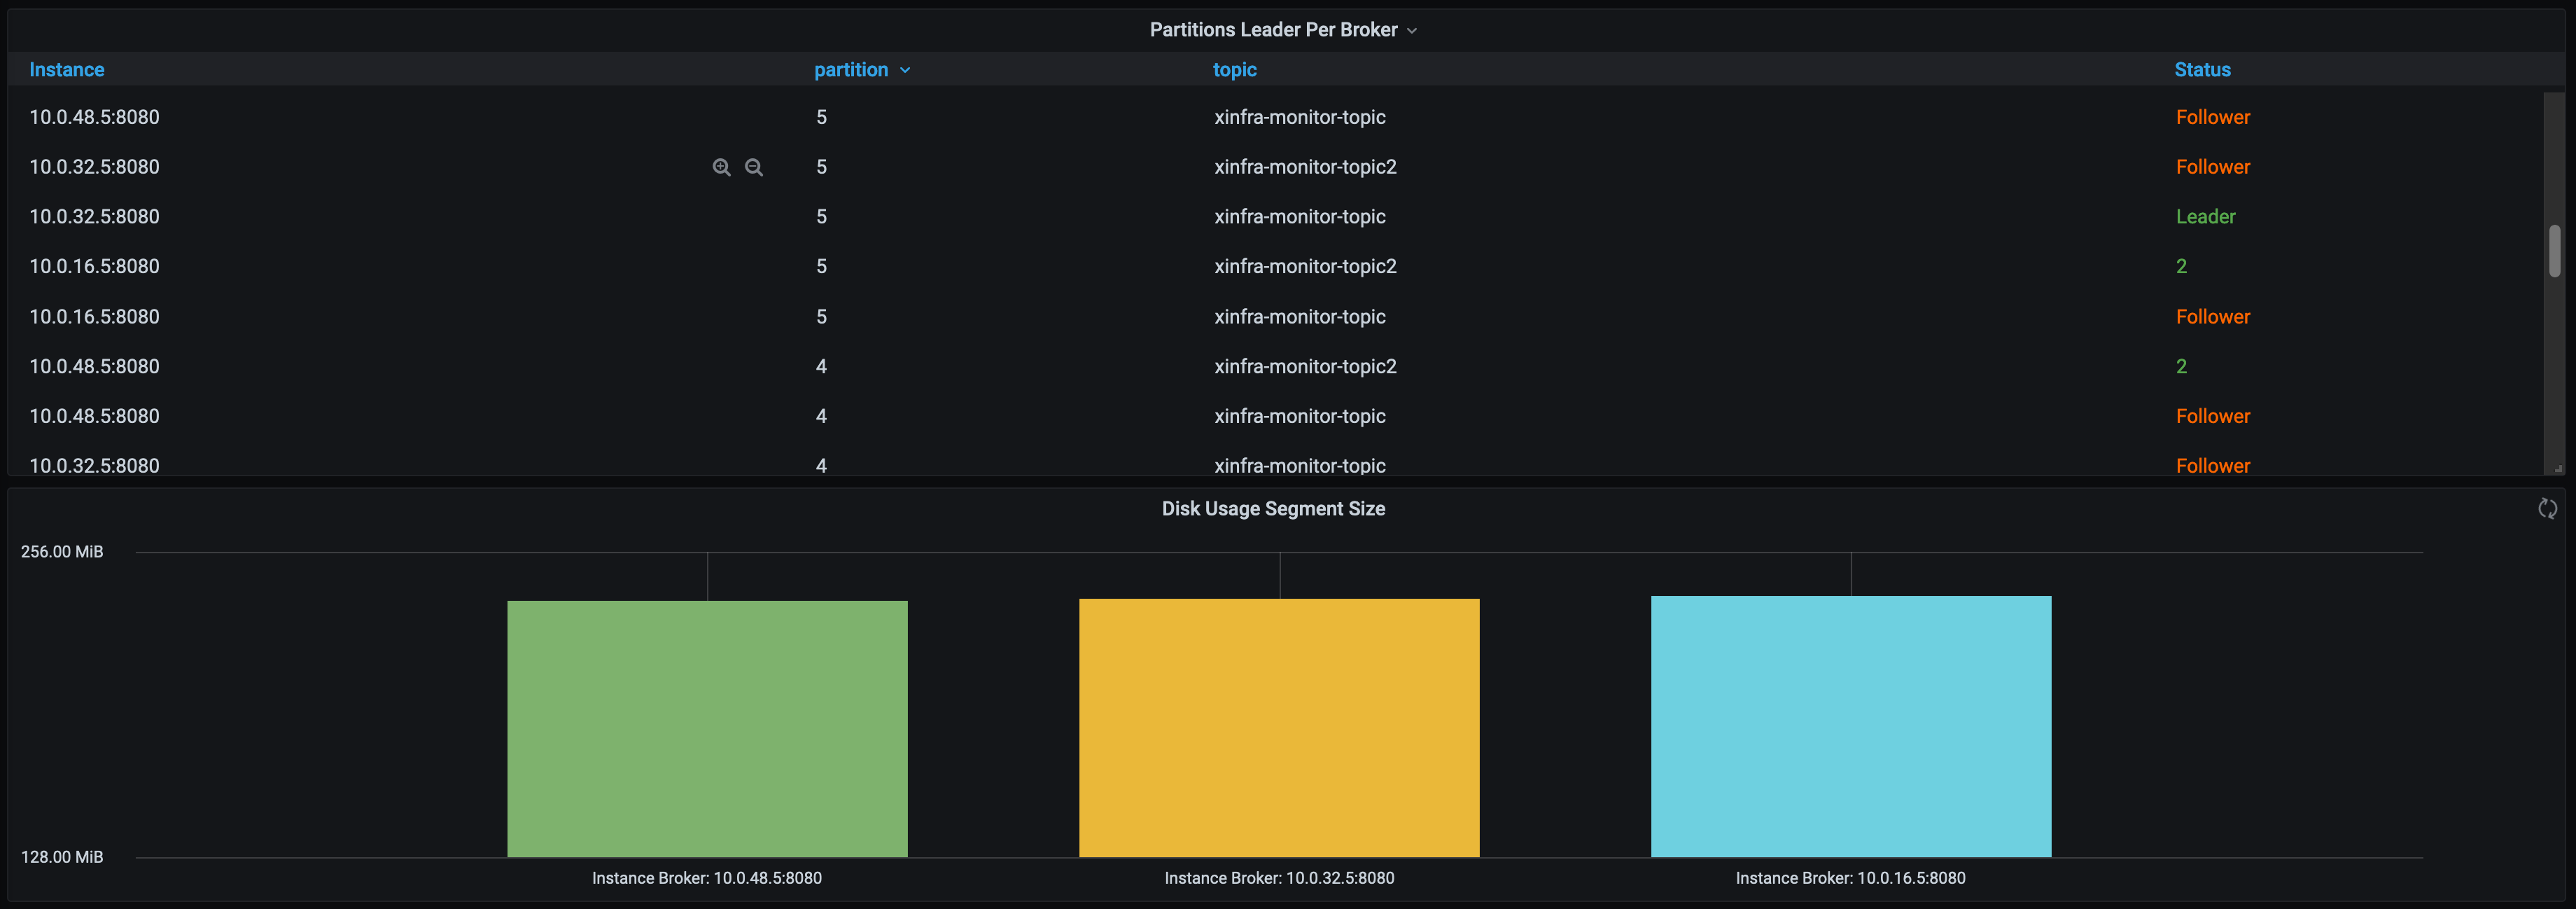 Partitions Leader Per Broker
Instance partition topic Status
10.0.48.5:8080 5 xinfra-monitor-topic Follower
10.0.32.5:8080 5 xinfra-monitor-topic2 Follower
10.0.32.5:8080 5 xinfra-monitor-topic Leader
10.0.16.5:8080 5 xinfra-monitor-topic2 2
10.0.16.5:8080 5 xinfra-monitor-topic Follower
10.0.48.5:8080 4 xinfra-monitor-topic2 2
10.0.48.5:8080 4 xinfra-monitor-topic Follower
10.0.32.5:8080 4 xinfra-monitor-topic Follower
Disk Usage Segment Size
256.00 MiB
128.00 MiB
Instance Broker: 10.0.48.5:8080 Instance Broker: 10.0.32.5:8080 Instance Broker: 10.0.16.5:8080